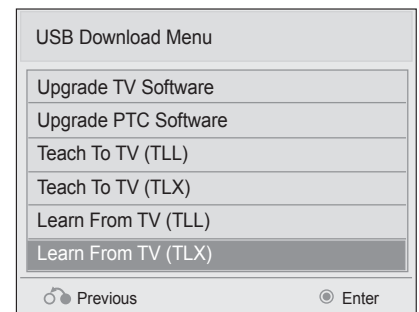 USB Download Menu
Upgrade TV Software
Upgrade PTC Software
Teach To TV (TLL)
Teach To TV (TLX)
Learn From TV (TLL)
Learn From TV (TLX)
Previous Enter